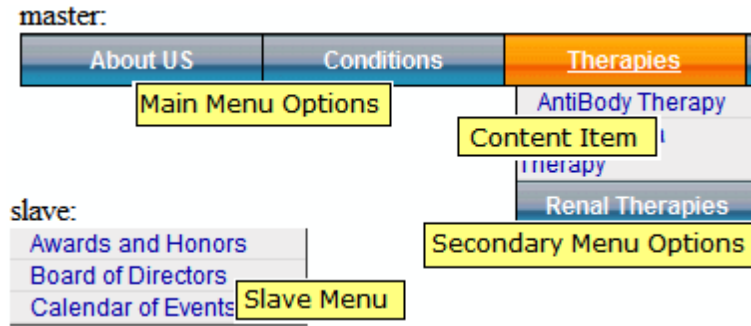 master:
About US Conditions Therapies
Main Menu Options
AntiBody Therapy
Content Item
Therapy
slave:
Renal Therapies
Awards and Honors
Secondary Menu Options
Board of Directors
Calendar of Events
Slave Menu